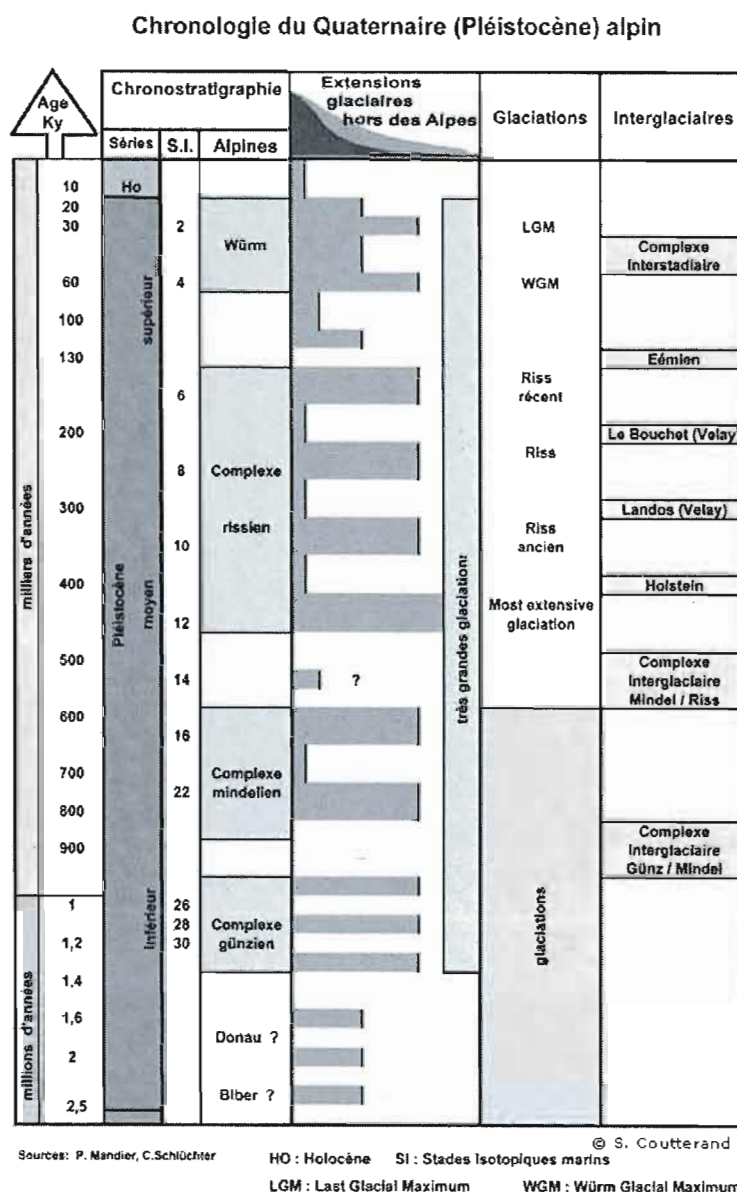 Chronologie du Quaternaire (Pléistocène) alpin
Age
Ky
Chronostratigraphie
Séries
S.I.
Alpines
Extensions
glaciaires
hors des Alpes
Glaciations
Interglaciaires
milliers d'années
millions d'années
10
20
30
60
100
130
200
300
400
500
600
700
800
900
1
1,2
1,4
1,6
2
2,5
Ho
Pléistocène
supérieur
moyen
inférieur
2
4
6
8
10
12
14
16
22
26
28
30
Würm
Complexe
rissien
Complexe
mindelien
Complexe
günzien
Donau ?
Biber ?
?
très grandes glaciations
LGM
WGM
Riss
récent
Riss
Riss
ancien
Most extensive
glaciation
glaciations
Complexe
Interstadiaire
Eémien
Le Bouchet (Velay)
Landos (Velay)
Holstein
Complexe
Interglaciaire
Mindel / Riss
Complexe
Interglaciaire
Günz / Mindel
© S. Coutterand
Sources: P. Mandier, C.Schlüchter
HO : Holocène SI : Stades Isotopiques marins
LGM : Last Glacial Maximum WGM : Würm Glacial Maximum